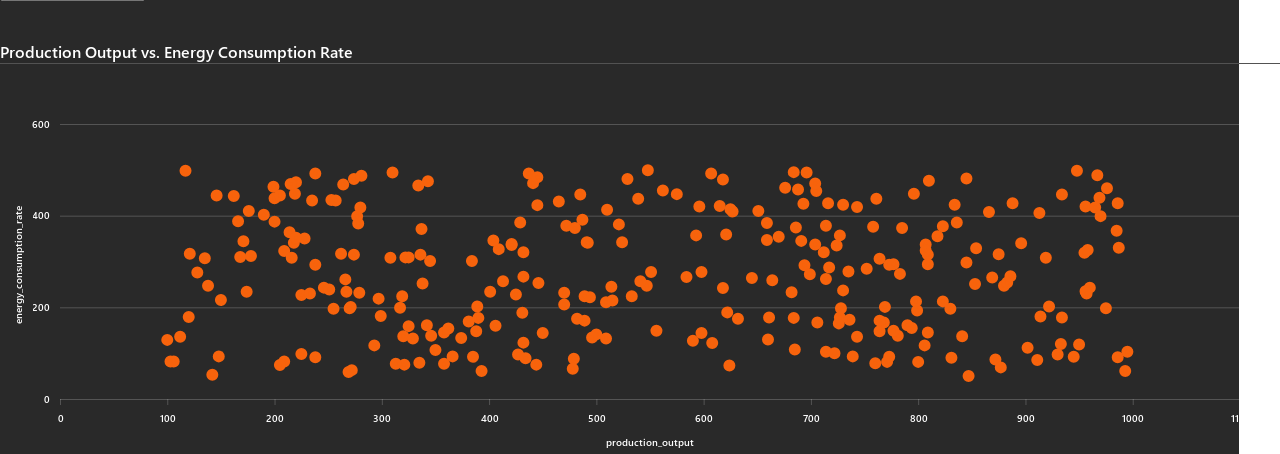 Production Output vs. Energy Consumption Rate
600
400
200
0
energy_consumption_rate
0 100 200 300 400 500 600 700 800 900 1000 11
production_output